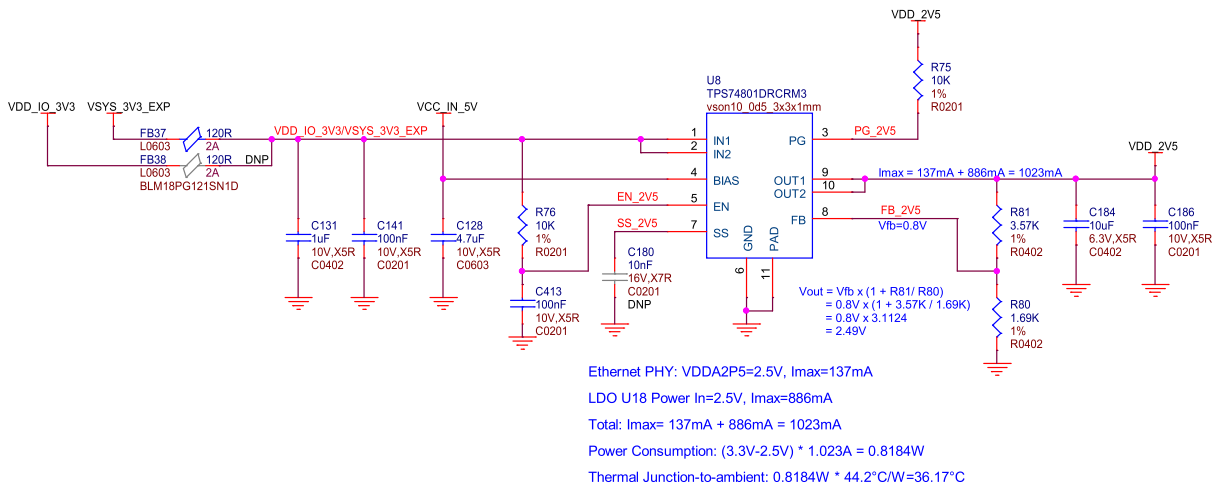 VDD_2V5
R75
10K
1%
R0201
U8
TPS74801DRCRM3
vson10_0d5_3x3x1mm
VDD_IO_3V3
VSYS_3V3_EXP
VCC_IN_5V
FB37
120R
L0603
2A
FB38
120R
DNP
L0603
2A
BLM18PG121SN1D
VDD_IO_3V3/VSYS_3V3_EXP
1
IN1
2
IN2
4
BIAS
5
EN
7
SS
PG
3
PG_2V5
OUT1
9
OUT2
10
FB
8
GND
6
PAD
11
EN_2V5
SS_2V5
FB_2V5
Vfb=0.8V
Imax = 137mA + 886mA = 1023mA
VDD_2V5
C131
1uF
10V,X5R
C0402
C141
100nF
10V,X5R
C0201
C128
4.7uF
10V,X5R
C0603
R76
10K
1%
R0201
C413
100nF
10V,X5R
C0201
C180
10nF
16V,X7R
C0201
DNP
R81
3.57K
1%
R0402
C184
10uF
6.3V,X5R
C0402
C186
100nF
10V,X5R
C0201
R80
1.69K
1%
R0402
Vout = Vfb x (1 + R81/ R80)
= 0.8V x (1 + 3.57K / 1.69K)
= 0.8V x 3.1124
= 2.49V
Ethernet PHY: VDDA2P5=2.5V, Imax=137mA
LDO U18 Power In=2.5V, Imax=886mA
Total: Imax= 137mA + 886mA = 1023mA
Power Consumption: (3.3V-2.5V) * 1.023A = 0.8184W
Thermal Junction-to-ambient: 0.8184W * 44.2°C/W=36.17°C